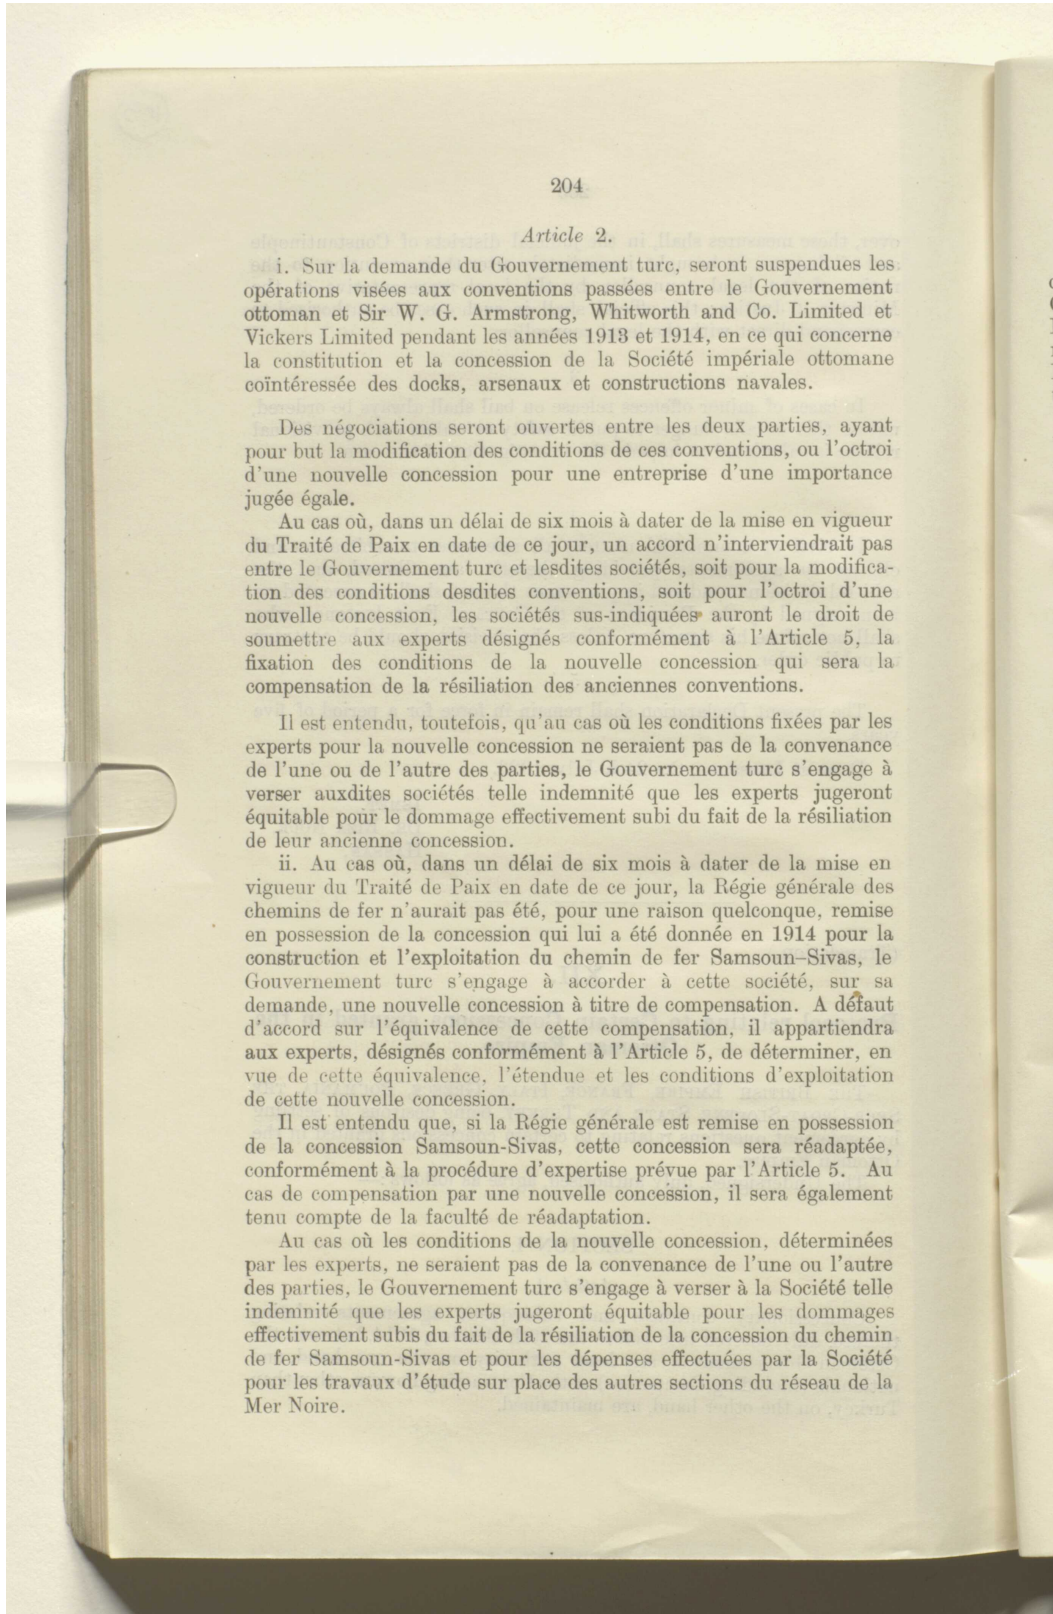 204
Article 2.
i. Sur la demande du Gouvernement turc, seront suspendues les
opérations visées aux conventions passées entre le Gouvernement
ottoman et Sir W. G. Armstrong, Whitworth and Co. Limited et
Vickers Limited pendant les années 1913 et 1914, en ce qui concerne
la constitution et la concession de la Société impériale ottomane
coïntéressée des docks, arsenaux et constructions navales.
Des négociations seront ouvertes entre les deux parties, ayant
pour but la modification des conditions de ces conventions, ou l'octroi
d'une nouvelle concession pour une entreprise d'une importance
jugée égale.
Au cas où, dans un délai de six mois à dater de la mise en vigueur
du Traité de Paix en date de ce jour, un accord n'interviendrait pas
entre le Gouvernement turc et lesdites sociétés, soit pour la modifica-
tion des conditions desdites conventions, soit pour l'octroi d'une
nouvelle concession, les sociétés sus-indiquées auront le droit de
soumettre aux experts désignés conformément à l'Article 5, la
fixation des conditions de la nouvelle concession qui sera la
compensation de la résiliation des anciennes conventions.
Il est entendu, toutefois, qu'au cas où les conditions fixées par les
experts pour la nouvelle concession ne seraient pas de la convenance
de l'une ou de l'autre des parties, le Gouvernement turc s'engage à
verser auxdites sociétés telle indemnité que les experts jugeront
équitable pour le dommage effectivement subi du fait de la résiliation
de leur ancienne concession.
ii. Au cas où, dans un délai de six mois à dater de la mise en
vigueur du Traité de Paix en date de ce jour, la Régie générale des
chemins de fer n'aurait pas été, pour une raison quelconque, remise
en possession de la concession qui lui a été donnée en 1914 pour la
construction et l'exploitation du chemin de fer Samsoun–Sivas, le
Gouvernement turc s'engage à accorder à cette société, sur sa
demande, une nouvelle concession à titre de compensation. A défaut
d'accord sur l'équivalence de cette compensation, il appartiendra
aux experts, désignés conformément à l'Article 5, de déterminer, en
vue de cette équivalence, l'étendue et les conditions d'exploitation
de cette nouvelle concession.
Il est entendu que, si la Régie générale est remise en possession
de la concession Samsoun-Sivas, cette concession sera réadaptée,
conformément à la procédure d'expertise prévue par l'Article 5. Au
cas de compensation par une nouvelle concession, il sera également
tenu compte de la faculté de réadaptation.
Au cas où les conditions de la nouvelle concession, déterminées
par les experts, ne seraient pas de la convenance de l'une ou l'autre
des parties, le Gouvernement turc s'engage à verser à la Société telle
indemnité que les experts jugeront équitable pour les dommages
effectivement subis du fait de la résiliation de la concession du chemin
de fer Samsoun-Sivas et pour les dépenses effectuées par la Société
pour les travaux d'étude sur place des autres sections du réseau de la
Mer Noire.